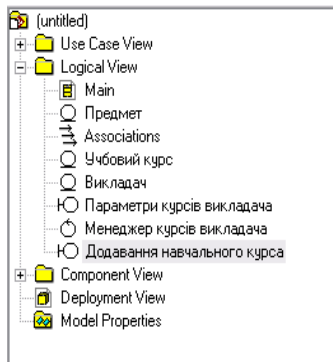 (untitled)
Use Case View
Logical View
Main
Предмет
Associations
Учбовий курс
Викладач
Параметри курсів викладача
Менеджер курсів викладача
Додавання навчального курса
Component View
Deployment View
Model Properties